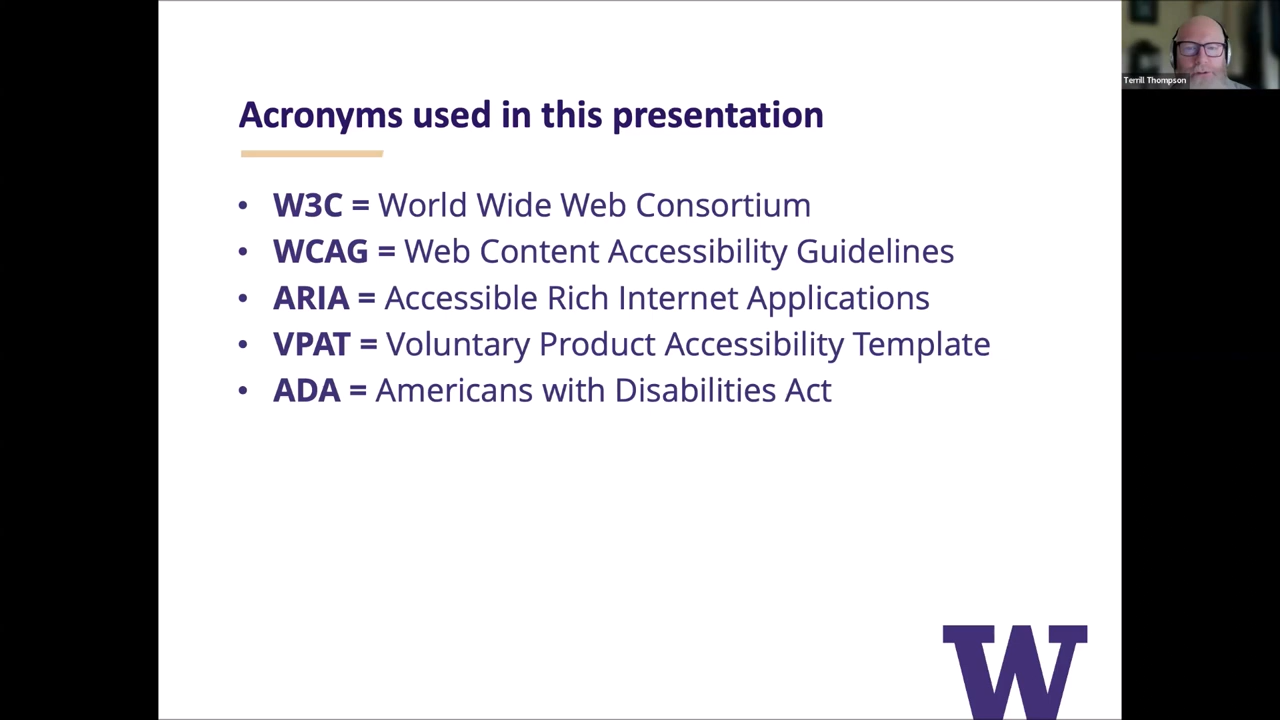 Acronyms used in this presentation
• W3C = World Wide Web Consortium
• WCAG = Web Content Accessibility Guidelines
• ARIA = Accessible Rich Internet Applications
• VPAT = Voluntary Product Accessibility Template
• ADA = Americans with Disabilities Act
W
Terrill Thompson